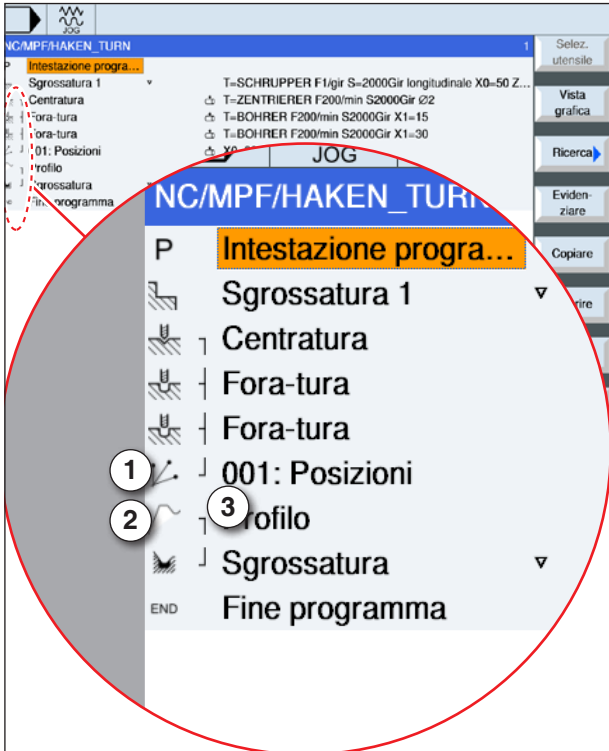 JOG
NC/MPF/HAKEN_TURN 1
P Intestazione progra...
Sgrossatura 1 T=SCHRUPPER F1/gir S=2000Gir longitudinale X0=50 Z...
Centratura T=ZENTRIERER F200/min S2000Gir Ø2
Fora-tura T=BOHRER F200/min S2000Gir X1=15
Fora-tura T=BOHRER F200/min S2000Gir X1=30
001: Posizioni
Profilo
Sgrossatura
Fine programma
Selez.
utensile
Vista
grafica
Ricerca
Eviden-
ziare
Copiare
JOG
NC/MPF/HAKEN_TURN
P Intestazione progra...
Sgrossatura 1
Centratura
Fora-tura
Fora-tura
1 001: Posizioni
2 3 Profilo
Sgrossatura
END Fine programma